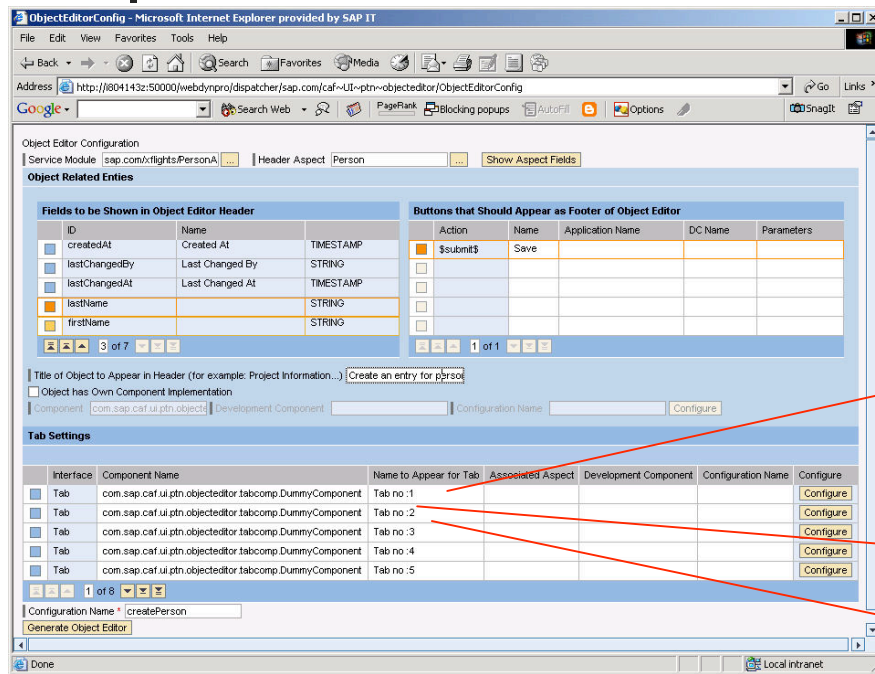 ObjectEditorConfig - Microsoft Internet Explorer provided by SAP IT
File Edit View Favorites Tools Help
Back Search Favorites Media
Address http://i804143z:50000/webdynpro/dispatcher/sap.com/caf~UI~ptn~objecteditor/ObjectEditorConfig Go Links »
Google Search Web PageRank Blocking popups AutoFill Options SnagIt
Object Editor Configuration
Service Module sap.com/xflights/PersonA ... Header Aspect Person ... Show Aspect Fields
Object Related Enties
Fields to be Shown in Object Editor Header Buttons that Should Appear as Footer of Object Editor
ID Name Action Name Application Name DC Name Parameters
createdAt Created At TIMESTAMP $submit$ Save
lastChangedBy Last Changed By STRING
lastChangedAt Last Changed At TIMESTAMP
lastName STRING
firstName STRING
3 of 7 1 of 1
Title of Object to Appear in Header (for example: Project Information...) Create an entry for person
Object has Own Component Implementation
Component com.sap.caf.ui.ptn.objecte Development Component Configuration Name Configure
Tab Settings
Interface Component Name Name to Appear for Tab Associated Aspect Development Component Configuration Name Configure
Tab com.sap.caf.ui.ptn.objecteditor.tabcomp.DummyComponent Tab no :1 Configure
Tab com.sap.caf.ui.ptn.objecteditor.tabcomp.DummyComponent Tab no :2 Configure
Tab com.sap.caf.ui.ptn.objecteditor.tabcomp.DummyComponent Tab no :3 Configure
Tab com.sap.caf.ui.ptn.objecteditor.tabcomp.DummyComponent Tab no :4 Configure
Tab com.sap.caf.ui.ptn.objecteditor.tabcomp.DummyComponent Tab no :5 Configure
1 of 8
Configuration Name * createPerson
Generate Object Editor
Done Local intranet